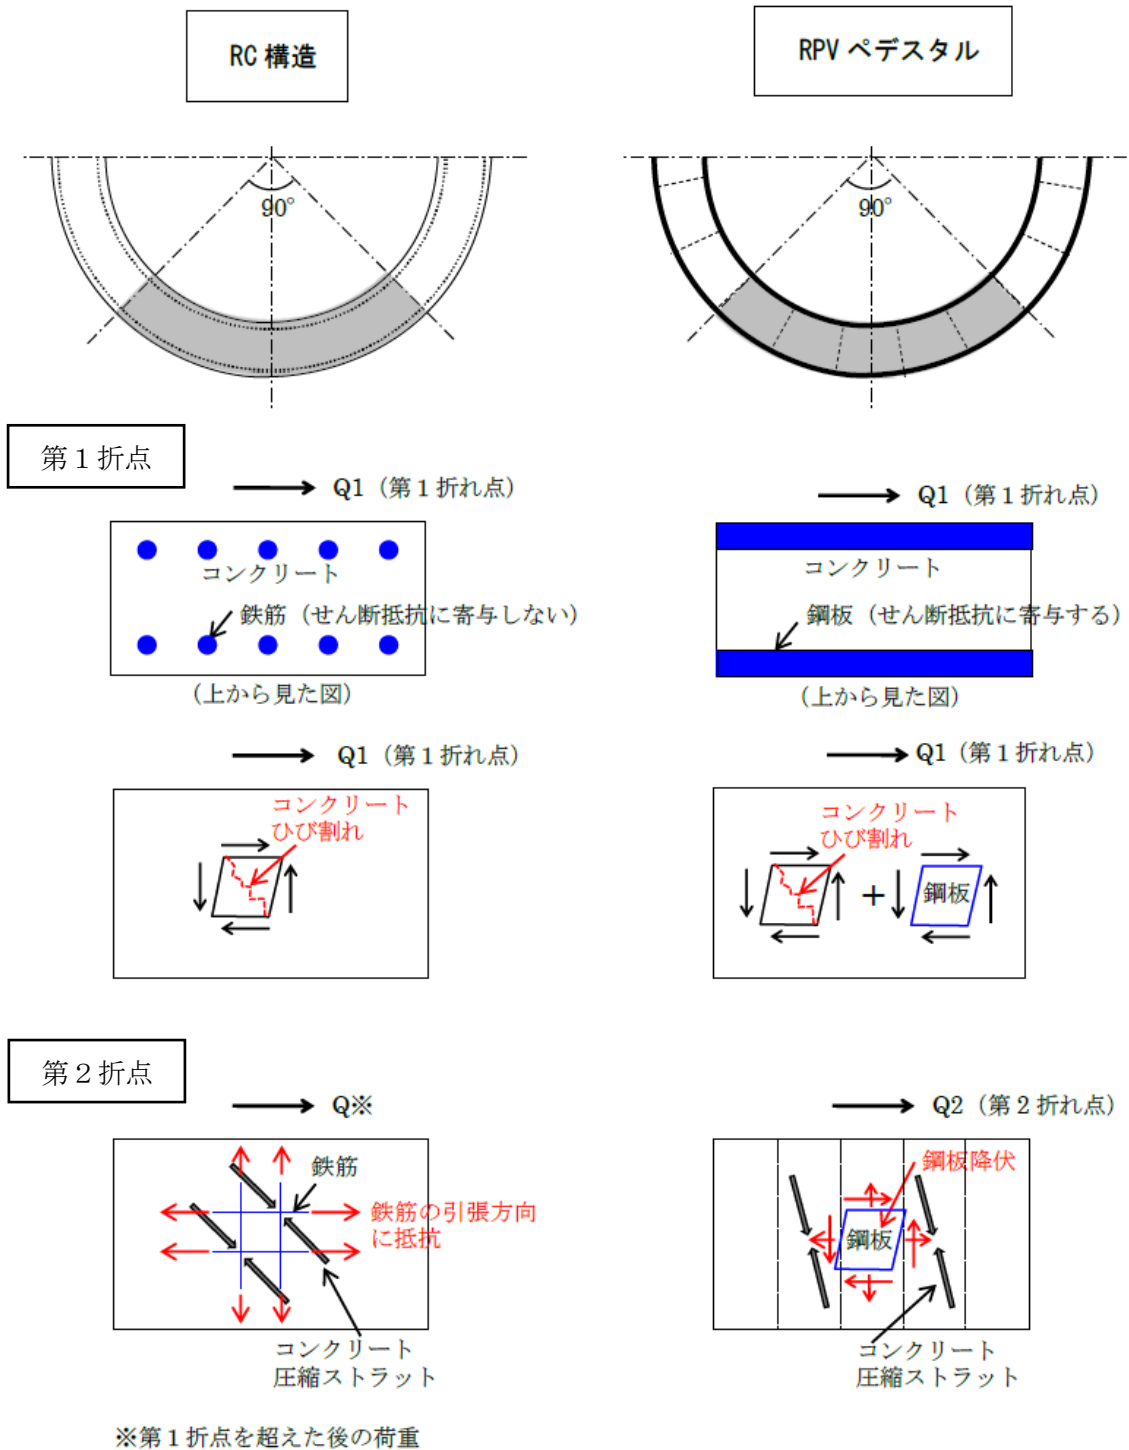 RC 構造
RPV ペデスタル
90°
90°
第１折点
Q1（第１折れ点）
Q1（第１折れ点）
コンクリート
鉄筋（せん断抵抗に寄与しない）
（上から見た図）
コンクリート
鋼板（せん断抵抗に寄与する）
（上から見た図）
Q1（第１折れ点）
コンクリート
ひび割れ
Q1（第１折れ点）
コンクリート
ひび割れ
+
鋼板
第２折点
Q※
鉄筋
鉄筋の引張方向
に抵抗
コンクリート
圧縮ストラット
Q2（第２折れ点）
鋼板降伏
鋼板
コンクリート
圧縮ストラット
※第１折点を超えた後の荷重